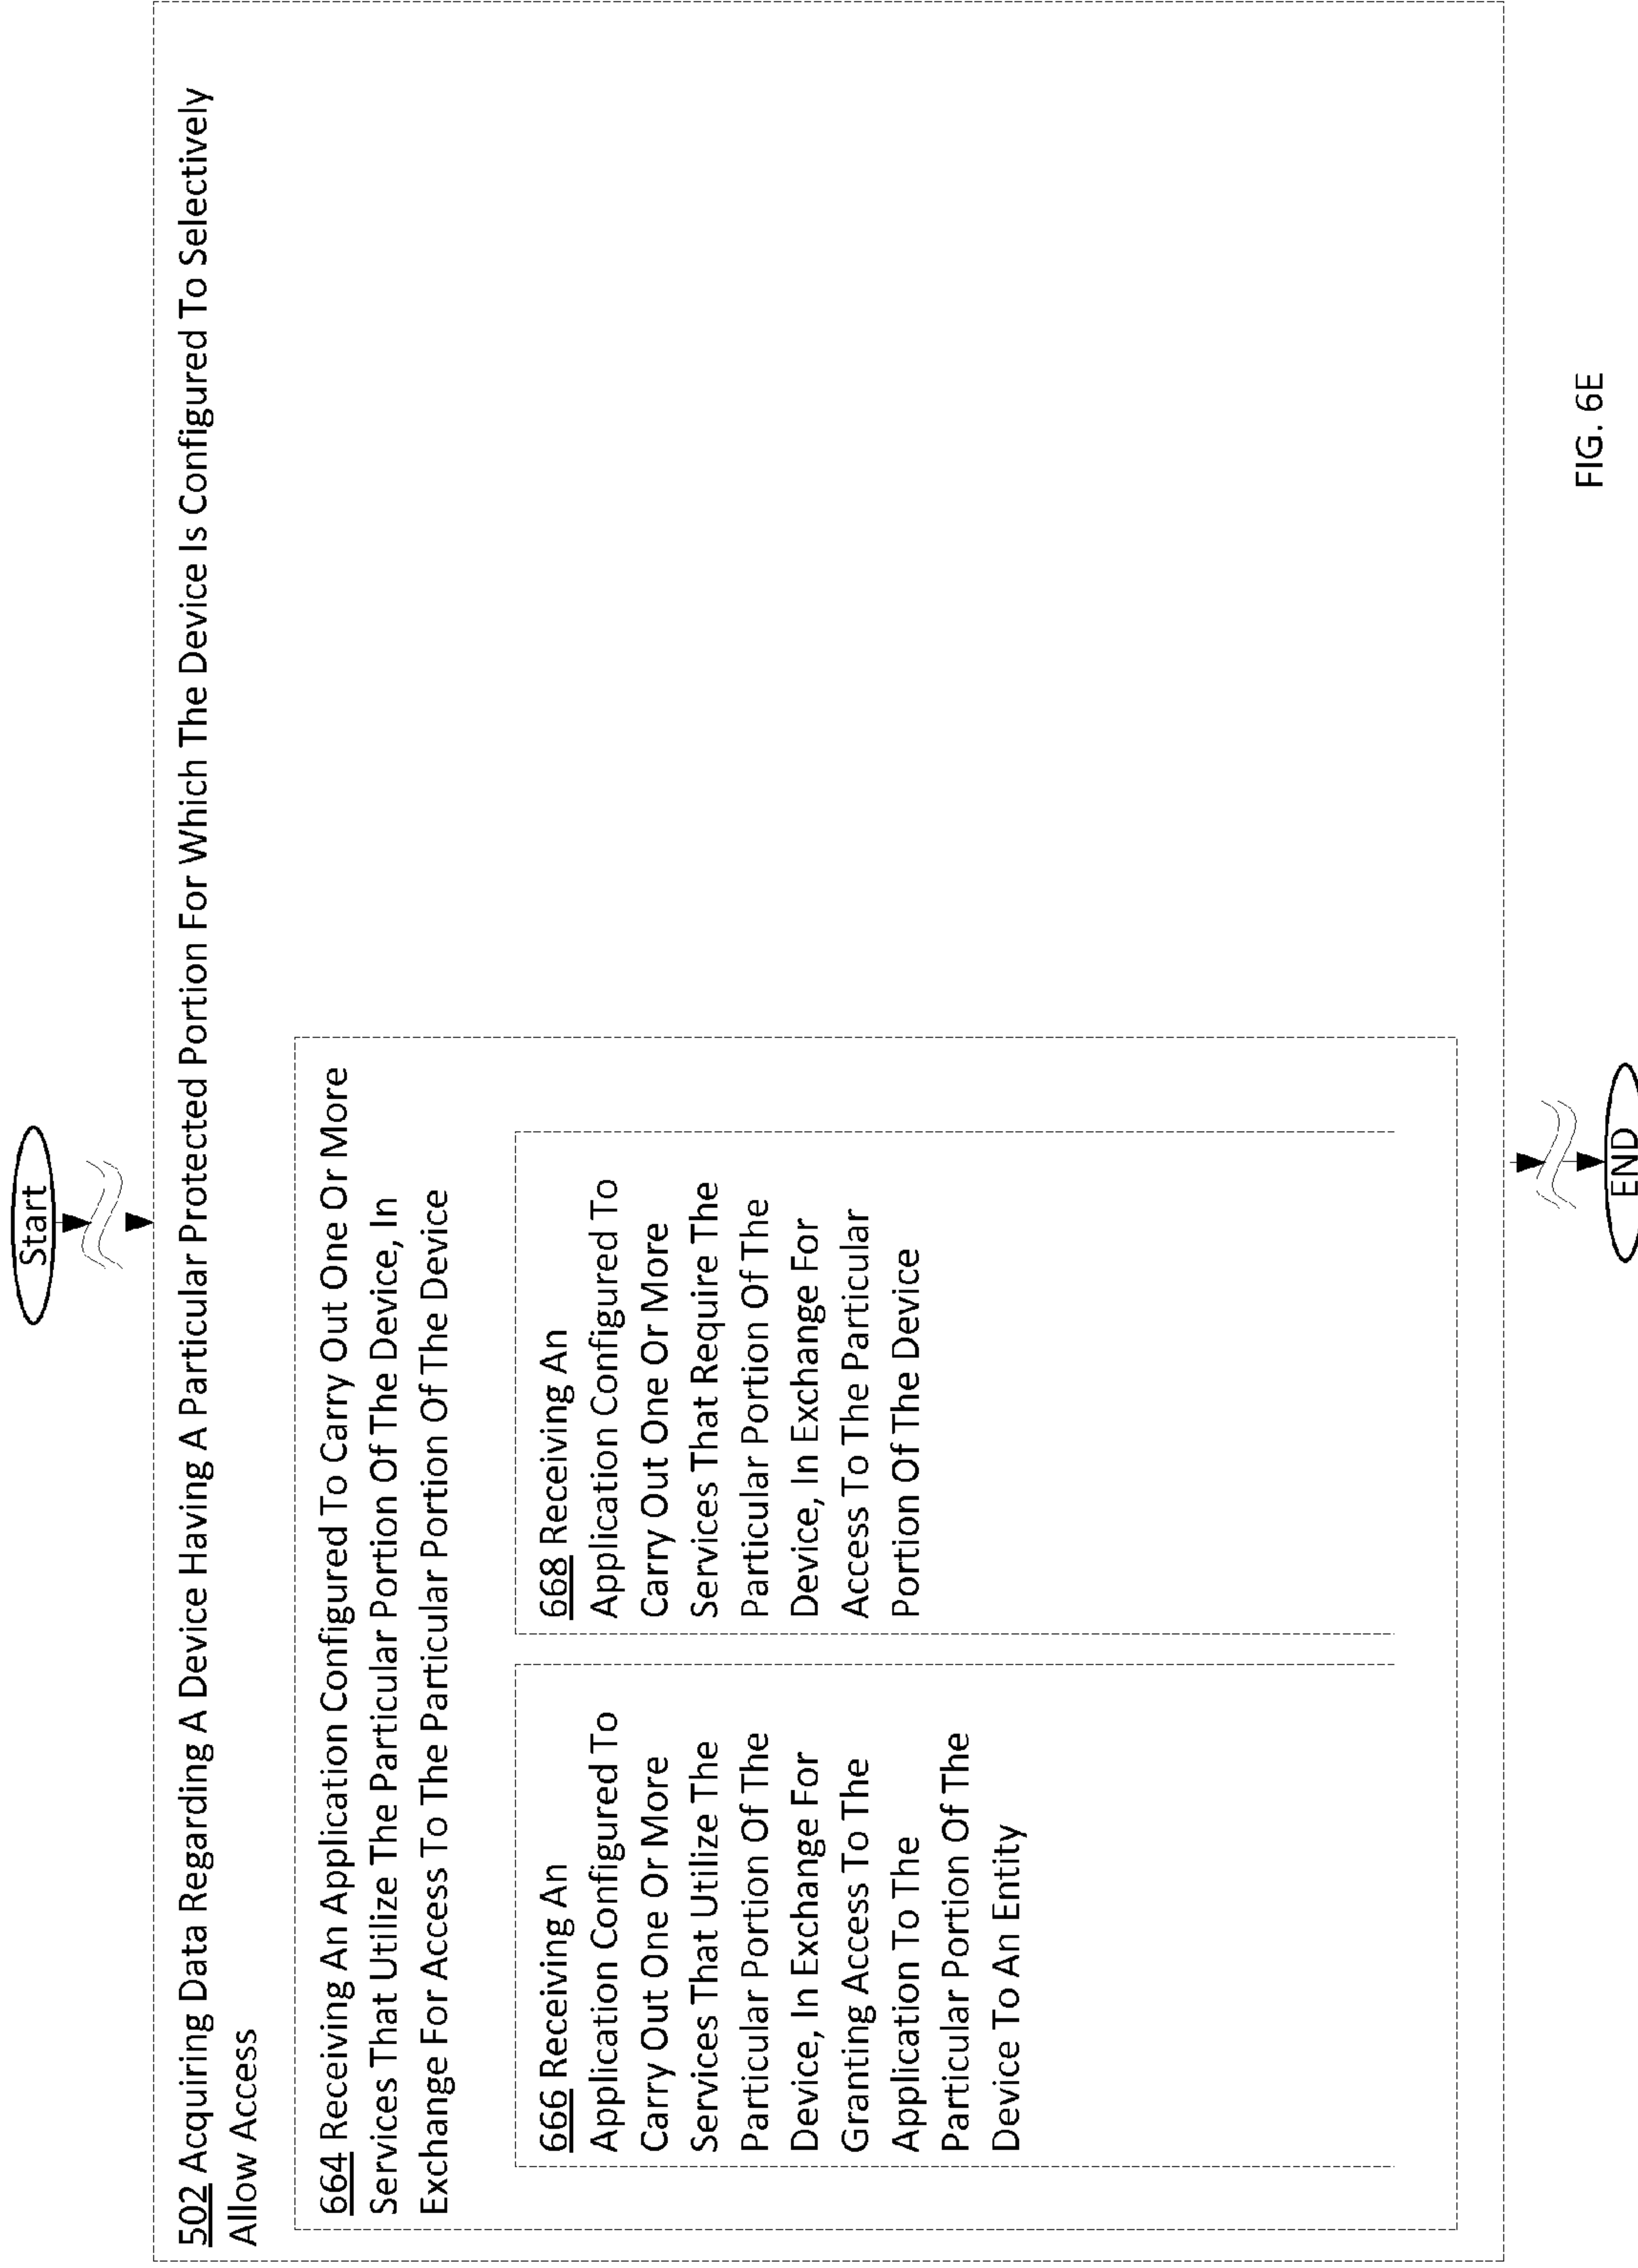 Start
502 Acquiring Data Regarding A Device Having A Particular Protected Portion For Which The Device Is Configured To Selectively
Allow Access
664 Receiving An Application Configured To Carry Out One Or More
Services That Utilize The Particular Portion Of The Device, In
Exchange For Access To The Particular Portion Of The Device
666 Receiving An
Application Configured To
Carry Out One Or More
Services That Utilize The
Particular Portion Of The
Device, In Exchange For
Granting Access To The
Application To The
Particular Portion Of The
Device To An Entity
668 Receiving An
Application Configured To
Carry Out One Or More
Services That Require The
Particular Portion Of The
Device, In Exchange For
Access To The Particular
Portion Of The Device
END
FIG. 6E